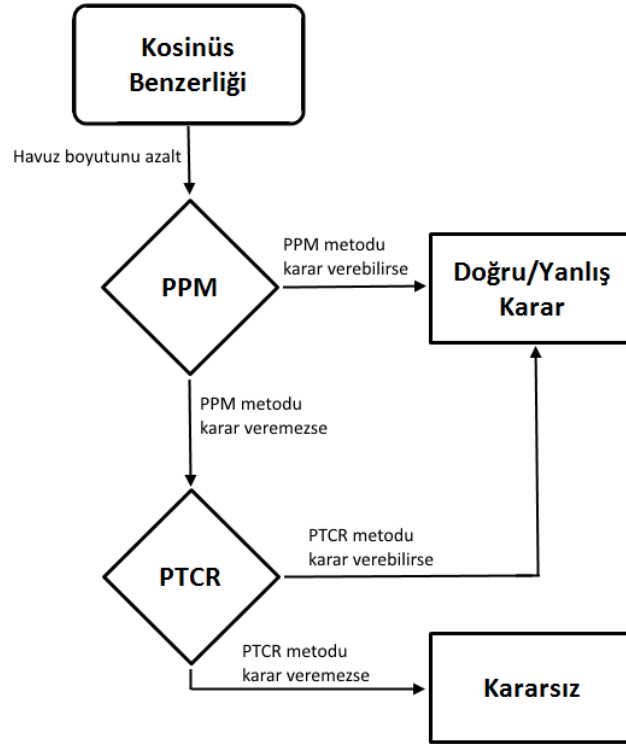 Kosinüs
Benzerliği
Havuz boyutunu azalt
PPM
PPM metodu
karar verebilirse
Doğru/Yanlış
Karar
PPM metodu
karar veremezse
PTCR
PTCR metodu
karar verebilirse
PTCR metodu
karar veremezse
Kararsız